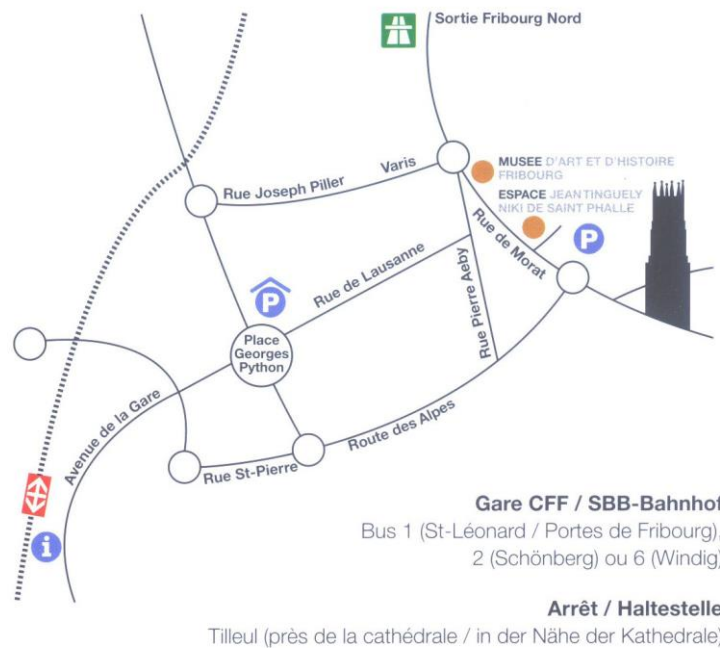 Sortie Fribourg Nord
MUSEE D'ART ET D'HISTOIRE
FRIBOURG
ESPACE JEAN TINGUELY
NIKI DE SAINT PHALLE
Varis
Rue Joseph Piller
Rue de Morat
P
Rue de Lausanne
Rue Pierre Aeby
P
Place
Georges
Python
Avenue de la Gare
Route des Alpes
Rue St-Pierre
i
Gare CFF / SBB-Bahnhof
Bus 1 (St-Léonard / Portes de Fribourg),
2 (Schönberg) ou 6 (Windig)
Arrêt / Haltestelle
Tilleul (près de la cathédrale / in der Nähe der Kathedrale)